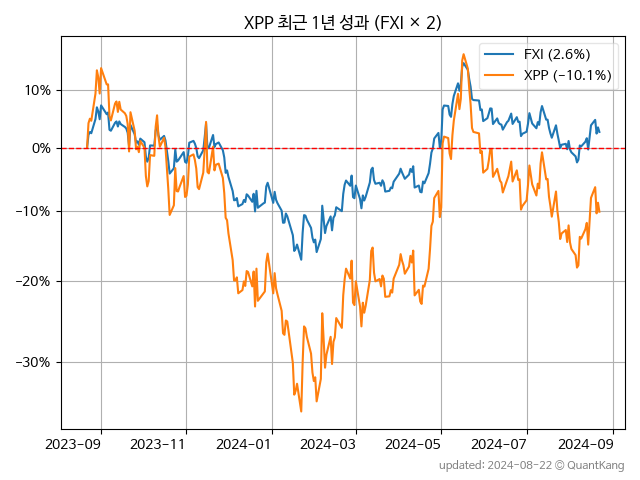 XPP 최근 1년 성과 (FXI × 2)
FXI (2.6%)
XPP (−10.1%)
10%
0%
−10%
−20%
−30%
2023-09 2023-11 2024-01 2024-03 2024-05 2024-07 2024-09
updated: 2024-08-22 © QuantKang